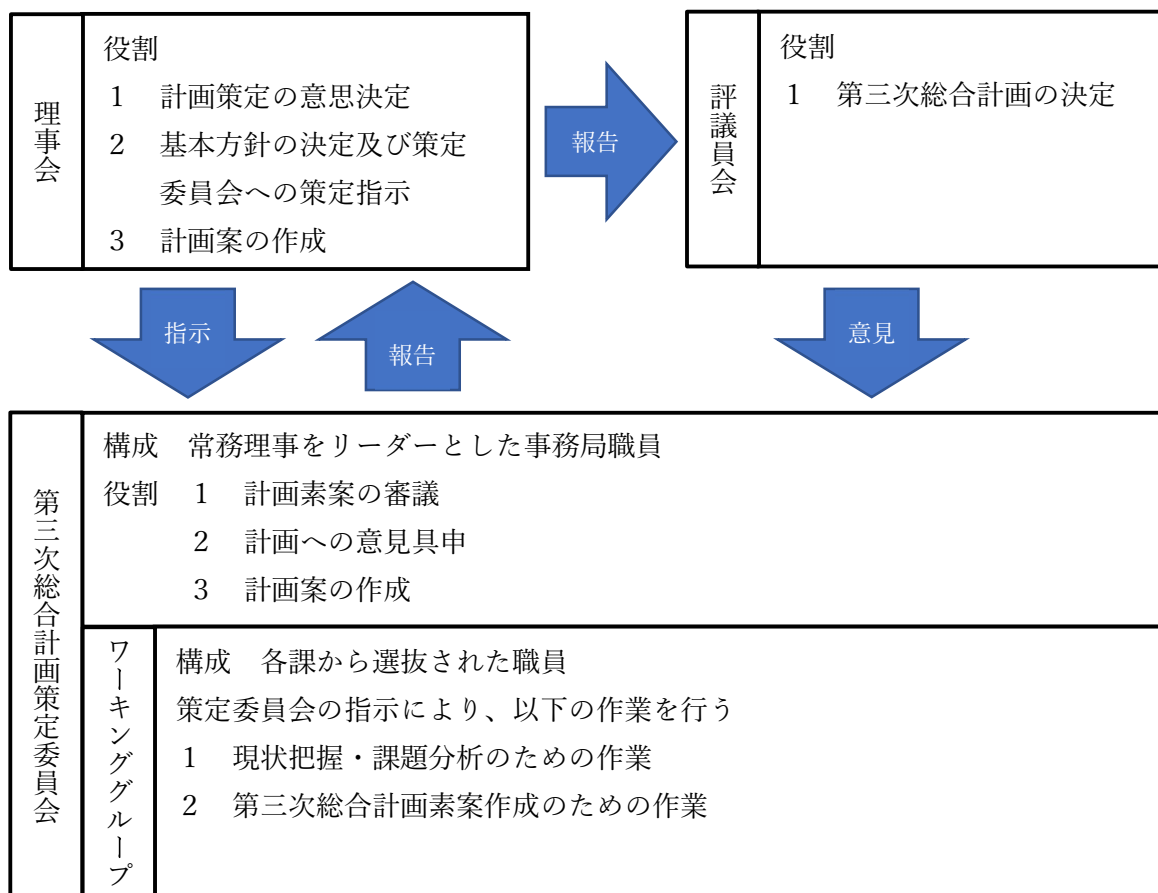 理事会
役割
1 計画策定の意思決定
2 基本方針の決定及び策定
委員会への策定指示
3 計画案の作成
報告
評議員会
役割
1 第三次総合計画の決定
指示
報告
意見
第三次総合計画策定委員会
構成 常務理事をリーダーとした事務局職員
役割 1 計画素案の審議
2 計画への意見具申
3 計画案の作成
ワーキンググループ
構成 各課から選抜された職員
策定委員会の指示により、以下の作業を行う
1 現状把握・課題分析のための作業
2 第三次総合計画素案作成のための作業